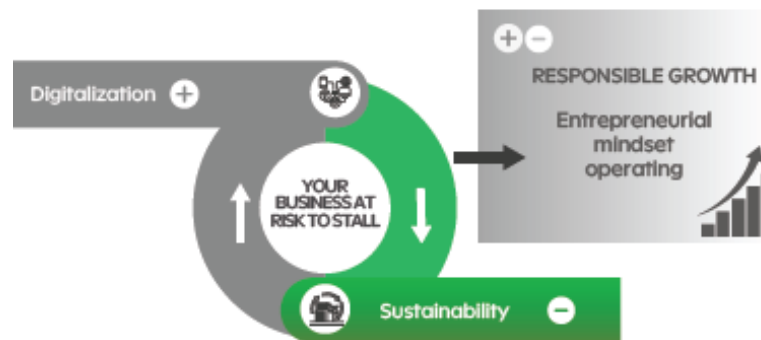 Digitalization +
YOUR
BUSINESS AT
RISK TO STALL
Sustainability −
+ −
RESPONSIBLE GROWTH
Entrepreneurial
mindset
operating